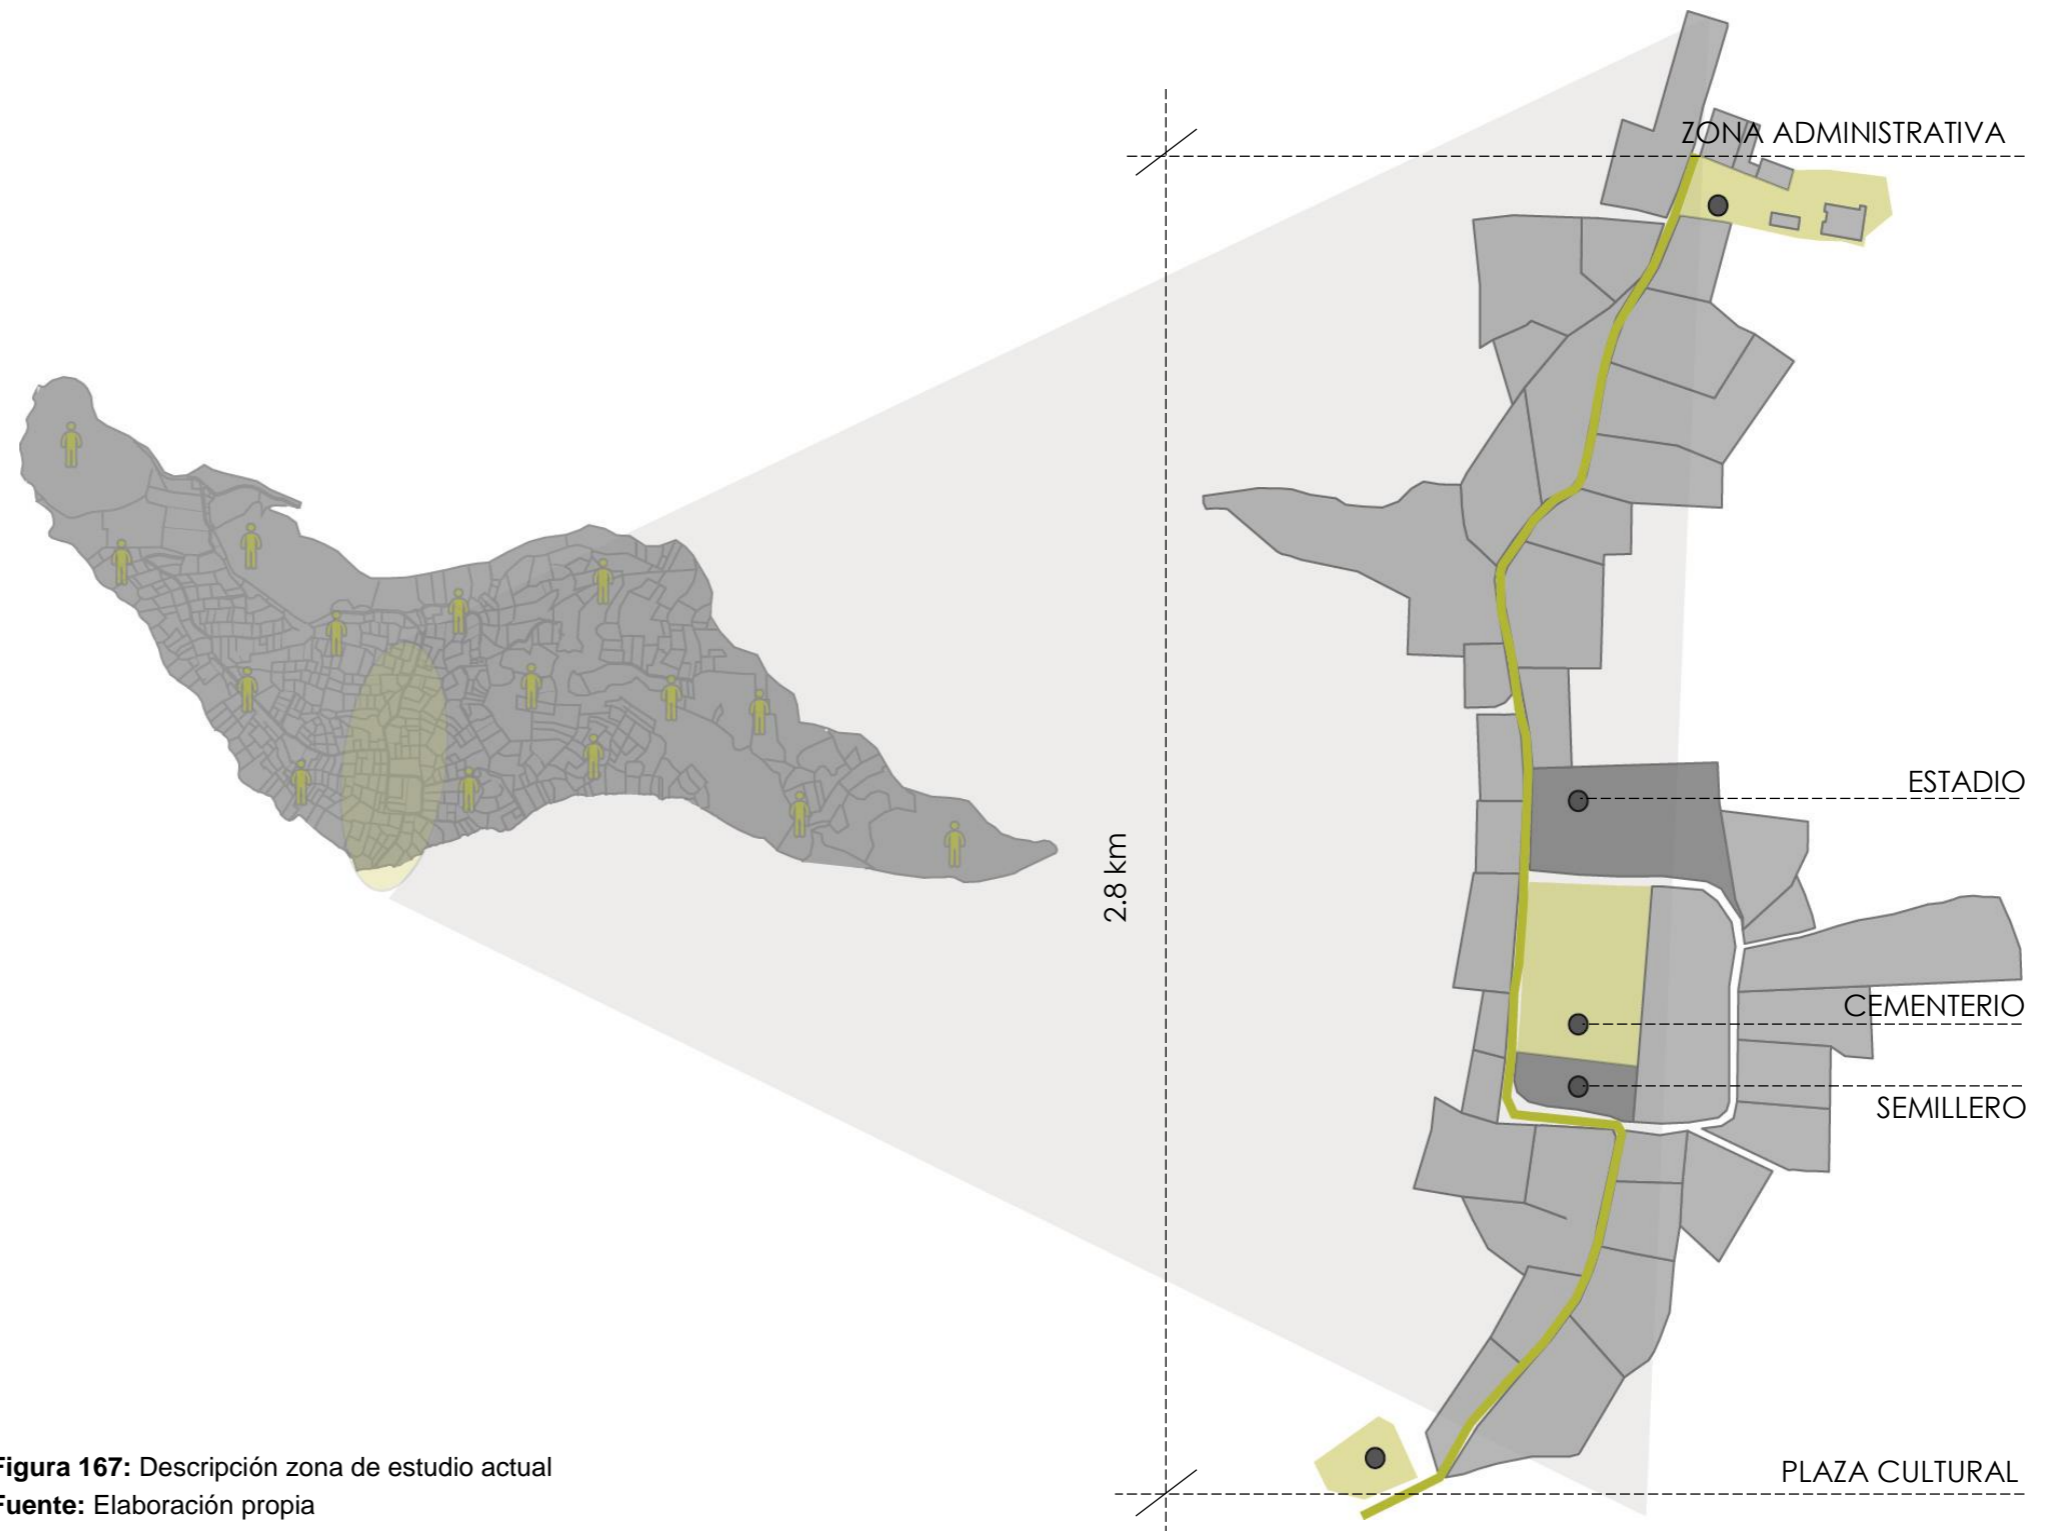 ZONA ADMINISTRATIVA
ESTADIO
2.8 km
CEMENTERIO
SEMILLERO
PLAZA CULTURAL
Figura 167: Descripción zona de estudio actual
Fuente: Elaboración propia